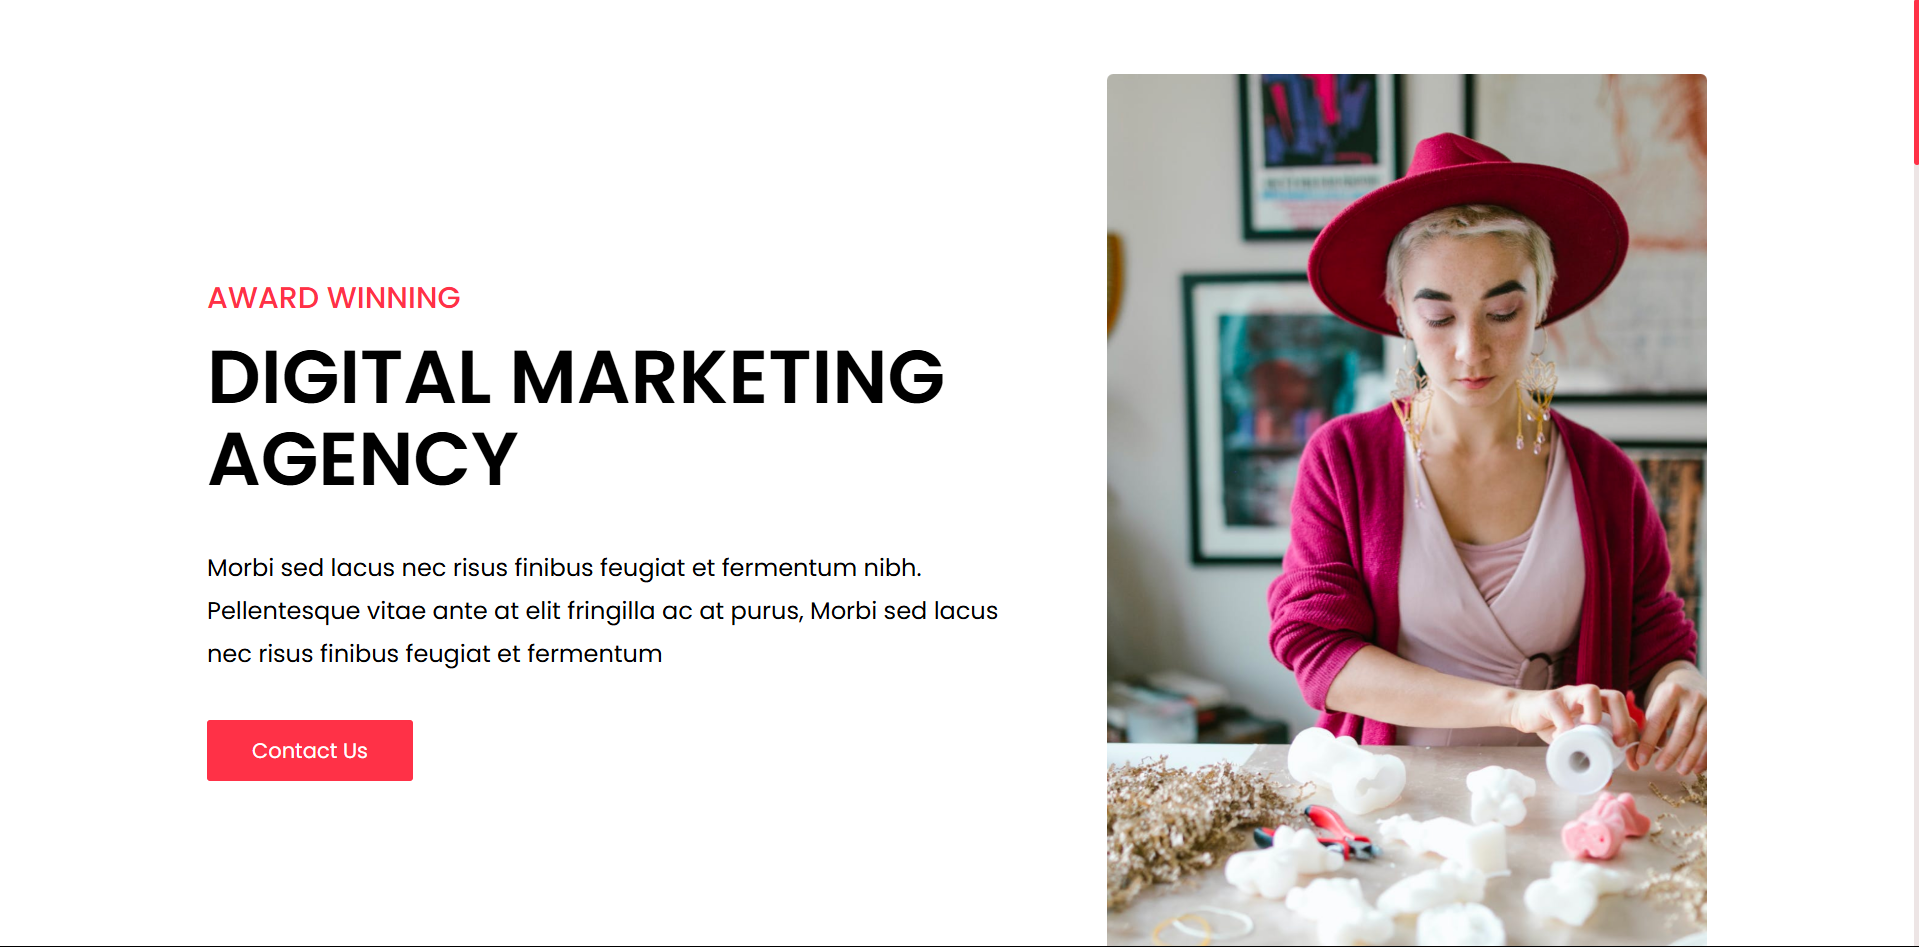 AWARD WINNING
DIGITAL MARKETING
AGENCY
Morbi sed lacus nec risus finibus feugiat et fermentum nibh.
Pellentesque vitae ante at elit fringilla ac at purus, Morbi sed lacus
nec risus finibus feugiat et fermentum
Contact Us